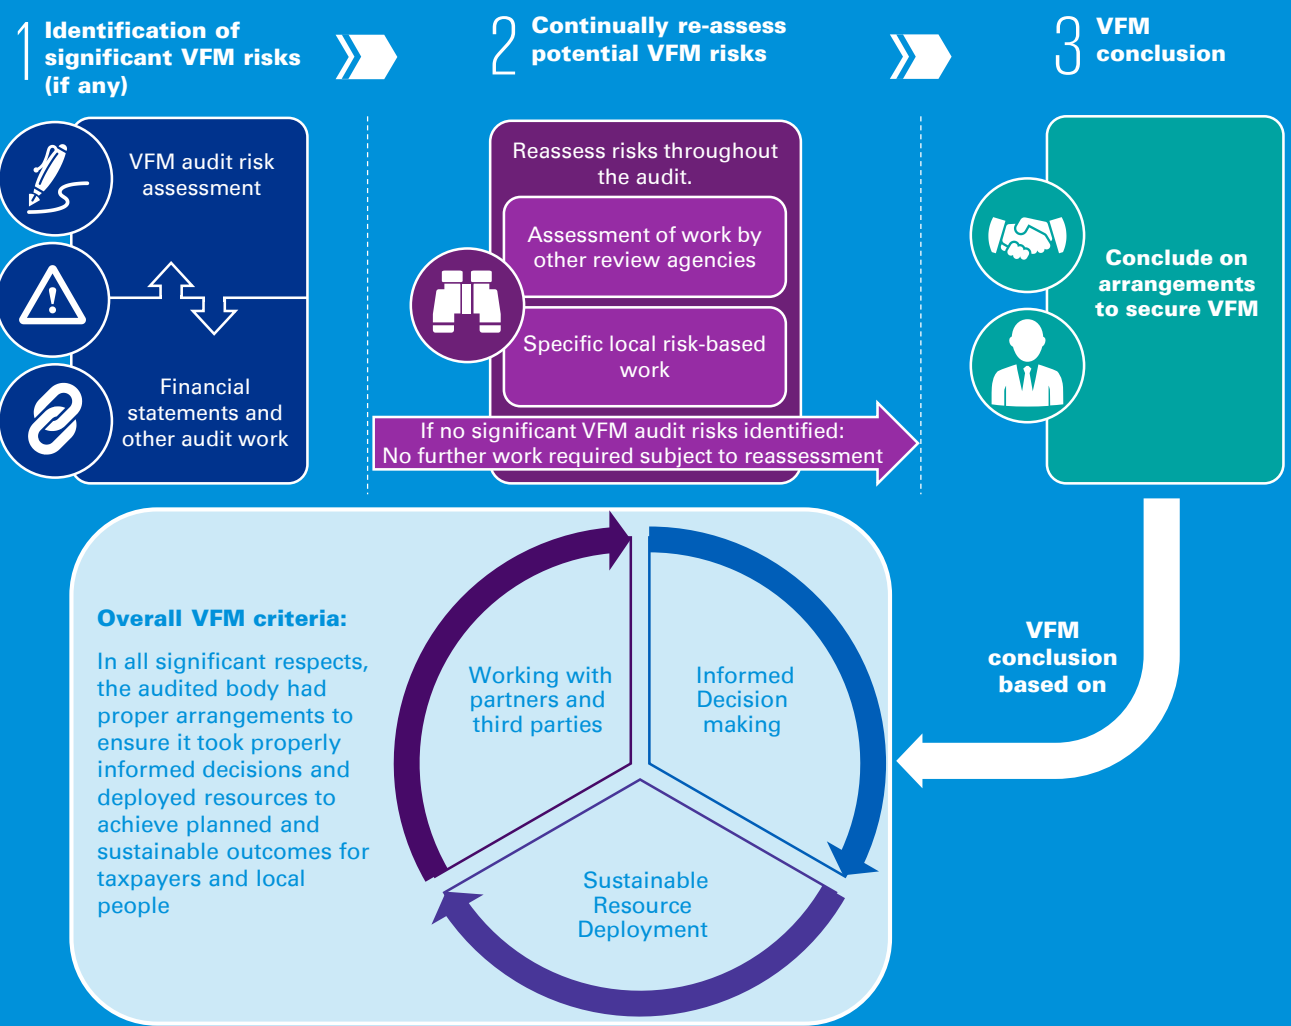 1 Identification of
significant VFM risks
(if any)
2 Continually re-assess
potential VFM risks
3 VFM
conclusion
VFM audit risk
assessment
Financial
statements and
other audit work
Reassess risks throughout
the audit.
Assessment of work by
other review agencies
Specific local risk-based
work
If no significant VFM audit risks identified:
No further work required subject to reassessment
Conclude on
arrangements
to secure VFM
VFM
conclusion
based on
Overall VFM criteria:
In all significant respects,
the audited body had
proper arrangements to
ensure it took properly
informed decisions and
deployed resources to
achieve planned and
sustainable outcomes for
taxpayers and local
people
Working with
partners and
third parties
Informed
Decision
making
Sustainable
Resource
Deployment